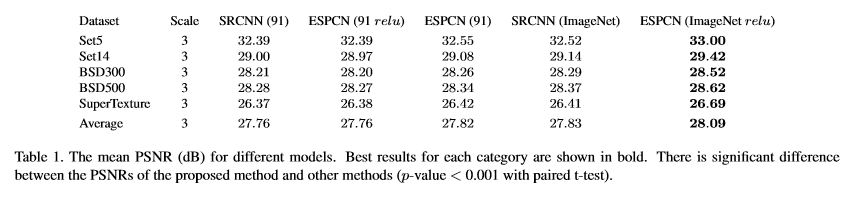 Dataset Scale SRCNN (91) ESPCN (91 relu) ESPCN (91) SRCNN (ImageNet) ESPCN (ImageNet relu)
Set5 3 32.39 32.39 32.55 32.52 33.00
Set14 3 29.00 28.97 29.08 29.14 29.42
BSD300 3 28.21 28.20 28.26 28.29 28.52
BSD500 3 28.28 28.27 28.34 28.37 28.62
SuperTexture 3 26.37 26.38 26.42 26.41 26.69
Average 3 27.76 27.76 27.82 27.83 28.09
Table 1. The mean PSNR (dB) for different models. Best results for each category are shown in bold. There is significant difference
between the PSNRs of the proposed method and other methods (p-value < 0.001 with paired t-test).